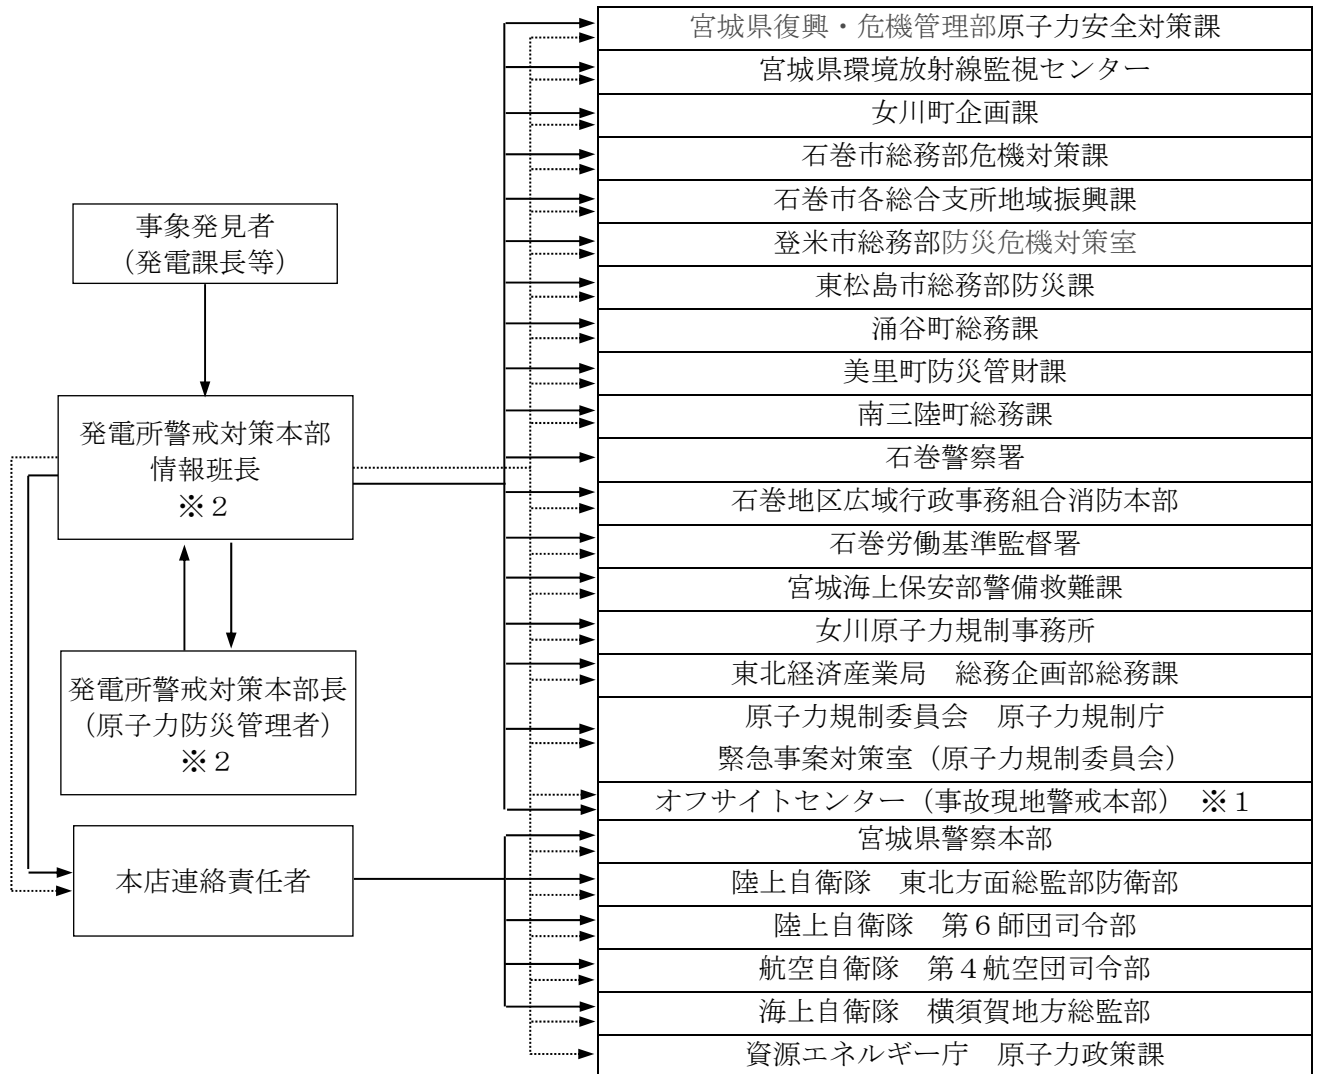 事象発見者
（発電課長等）
発電所警戒対策本部
情報班長
※２
発電所警戒対策本部長
（原子力防災管理者）
※２
本店連絡責任者
宮城県復興・危機管理部原子力安全対策課
宮城県環境放射線監視センター
女川町企画課
石巻市総務部危機対策課
石巻市各総合支所地域振興課
登米市総務部防災危機対策室
東松島市総務部防災課
涌谷町総務課
美里町防災管財課
南三陸町総務課
石巻警察署
石巻地区広域行政事務組合消防本部
石巻労働基準監督署
宮城海上保安部警備救難課
女川原子力規制事務所
東北経済産業局　総務企画部総務課
原子力規制委員会　原子力規制庁
緊急事案対策室（原子力規制委員会）
オフサイトセンター（事故現地警戒本部）　※１
宮城県警察本部
陸上自衛隊　東北方面総監部防衛部
陸上自衛隊　第６師団司令部
航空自衛隊　第４航空団司令部
海上自衛隊　横須賀地方総監部
資源エネルギー庁　原子力政策課